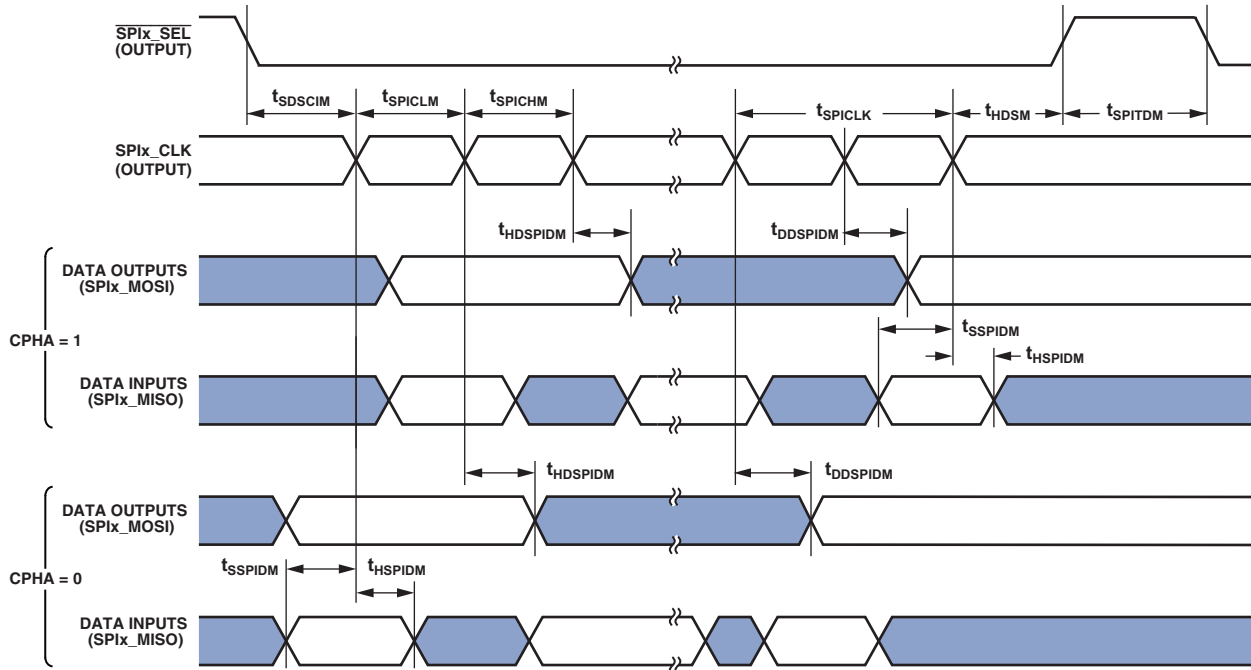 SPIx_SEL
(OUTPUT)
tSDSCIM tSPICLM tSPICHM tSPICLK tHDSM tSPITDM
SPIx_CLK
(OUTPUT)
tHDSPIDM tDDSPIDM
DATA OUTPUTS
(SPIx_MOSI)
tSSPIDM
CPHA = 1
tHSPIDM
DATA INPUTS
(SPIx_MISO)
tHDSPIDM tDDSPIDM
DATA OUTPUTS
(SPIx_MOSI)
tSSPIDM tHSPIDM
CPHA = 0
DATA INPUTS
(SPIx_MISO)